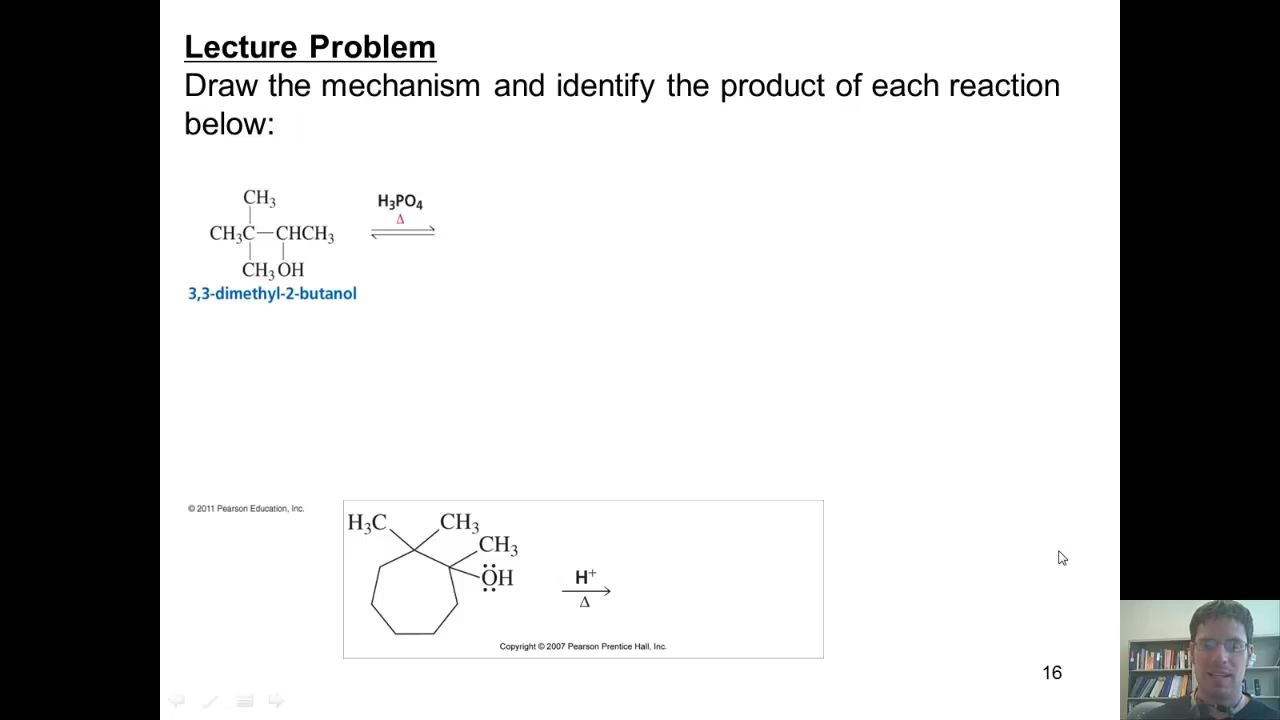 Lecture Problem
Draw the mechanism and identify the product of each reaction
below:
CH₃
H₃PO₄
Δ
CH₃C—CHCH₃
CH₃ OH
3,3-dimethyl-2-butanol
© 2011 Pearson Education, Inc.
H₃C CH₃
CH₃
ÖH
H⁺
Δ
Copyright © 2007 Pearson Prentice Hall, Inc.
16